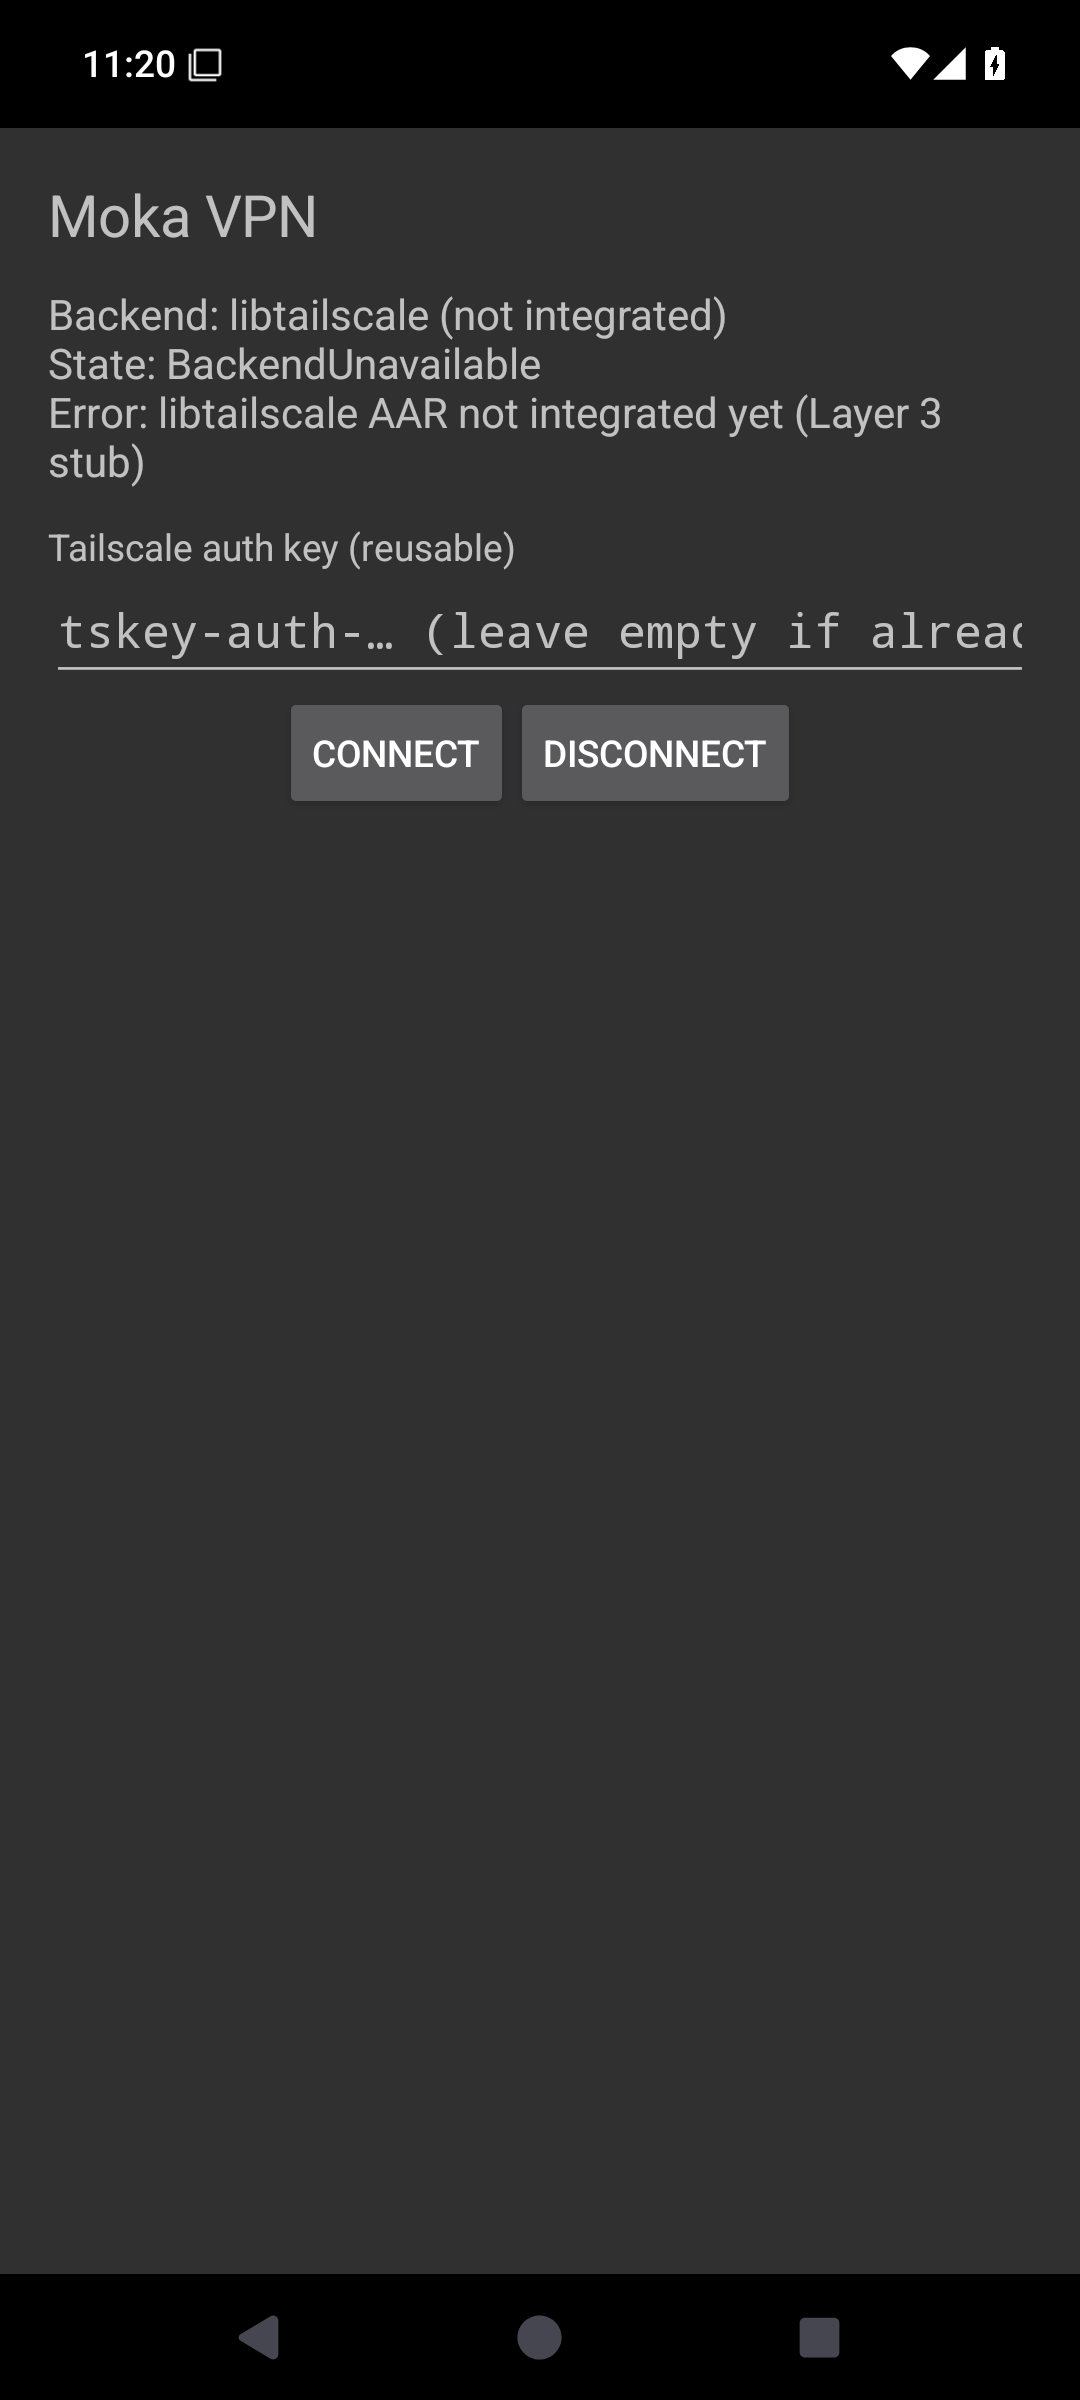 11:20
Moka VPN
Backend: libtailscale (not integrated)
State: BackendUnavailable
Error: libtailscale AAR not integrated yet (Layer 3
stub)
Tailscale auth key (reusable)
tskey-auth-… (leave empty if
CONNECT DISCONNECT